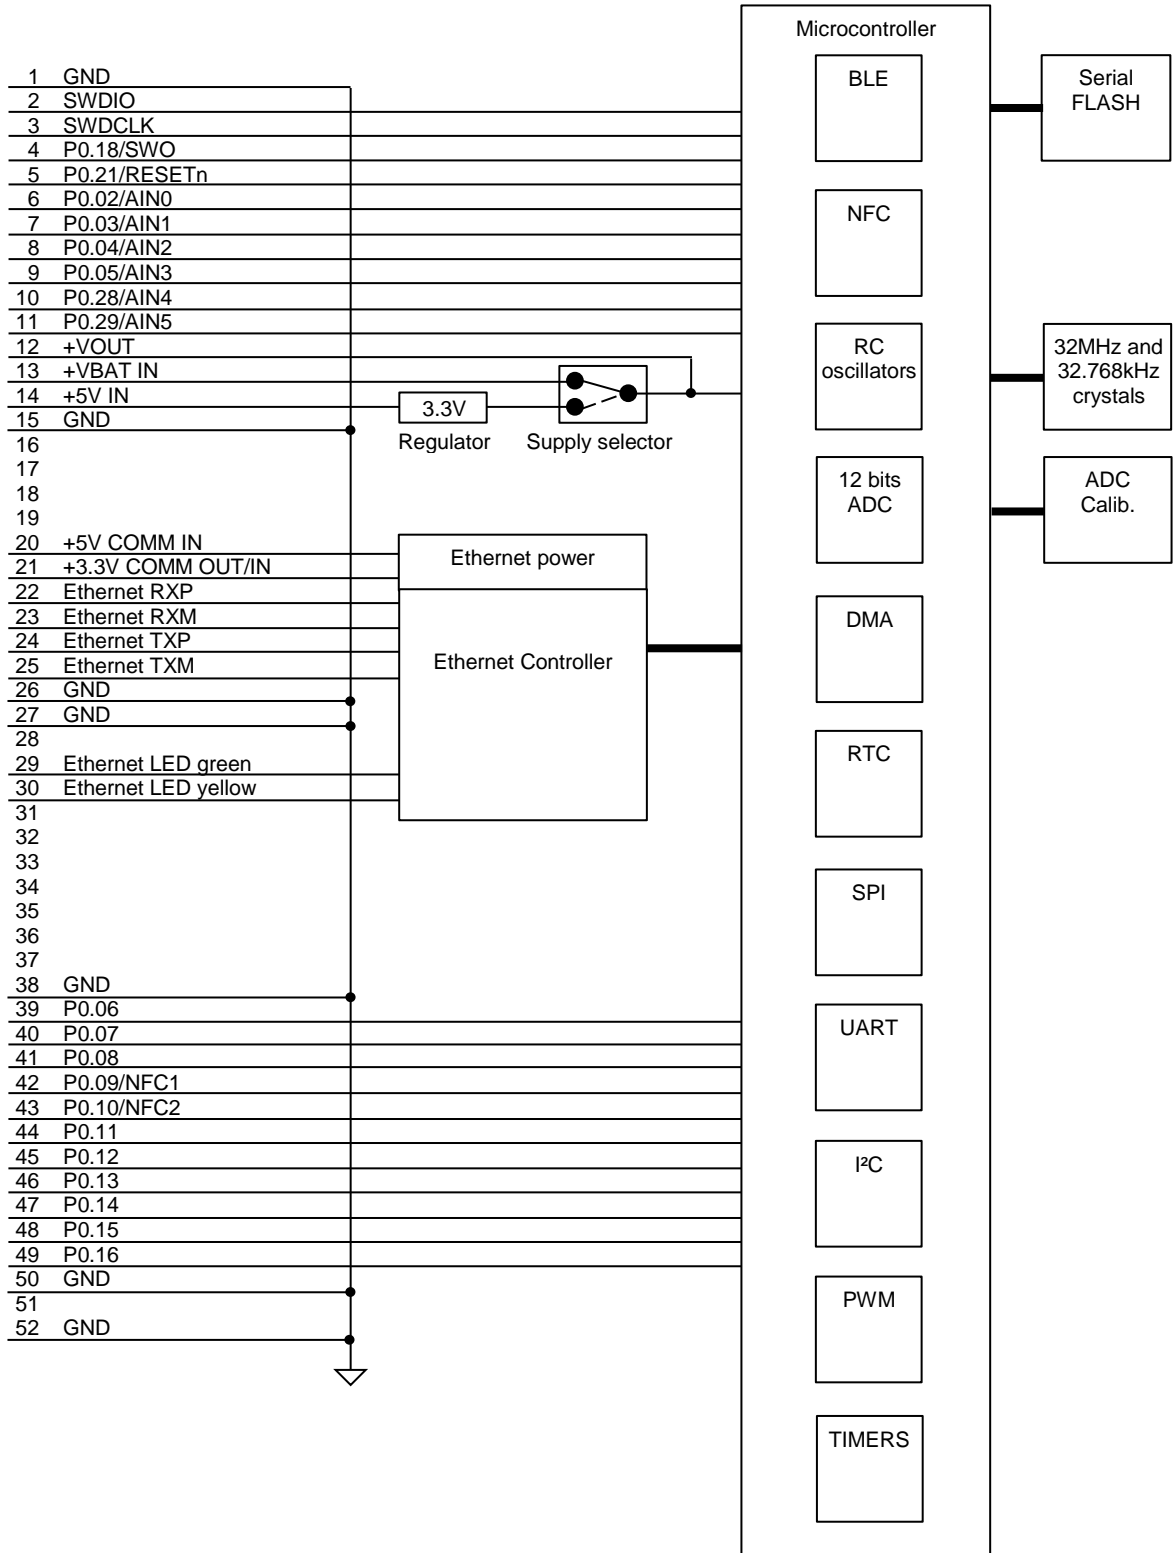 Microcontroller
1 GND
2 SWDIO
3 SWDCLK
4 P0.18/SWO
5 P0.21/RESETn
6 P0.02/AIN0
7 P0.03/AIN1
8 P0.04/AIN2
9 P0.05/AIN3
10 P0.28/AIN4
11 P0.29/AIN5
12 +VOUT
13 +VBAT IN
14 +5V IN
15 GND
16
17
18
19
20 +5V COMM IN
21 +3.3V COMM OUT/IN
22 Ethernet RXP
23 Ethernet RXM
24 Ethernet TXP
25 Ethernet TXM
26 GND
27 GND
28
29 Ethernet LED green
30 Ethernet LED yellow
31
32
33
34
35
36
37
38 GND
39 P0.06
40 P0.07
41 P0.08
42 P0.09/NFC1
43 P0.10/NFC2
44 P0.11
45 P0.12
46 P0.13
47 P0.14
48 P0.15
49 P0.16
50 GND
51
52 GND
3.3V
Regulator
Supply selector
Ethernet power
Ethernet Controller
BLE
NFC
RC
oscillators
12 bits
ADC
DMA
RTC
SPI
UART
I²C
PWM
TIMERS
Serial
FLASH
32MHz and
32.768kHz
crystals
ADC
Calib.